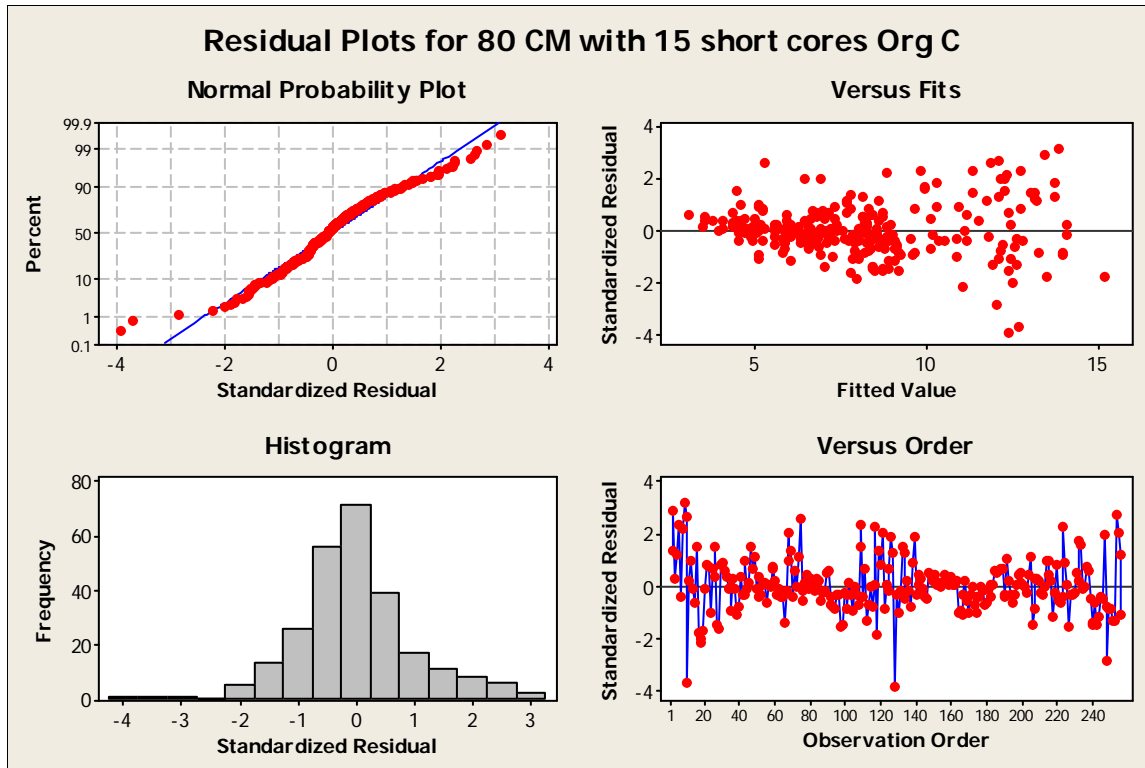 Residual Plots for 80 CM with 15 short cores Org C
Normal Probability Plot
99.9
99
90
50
10
1
0.1
Percent
-4 -2 0 2 4
Standardized Residual
Versus Fits
4
2
0
-2
-4
Standardized Residual
5 10 15
Fitted Value
Histogram
80
60
40
20
0
Frequency
-4 -3 -2 -1 0 1 2 3
Standardized Residual
Versus Order
4
2
0
-2
-4
Standardized Residual
1 20 40 60 80 100 120 140 160 180 200 220 240
Observation Order